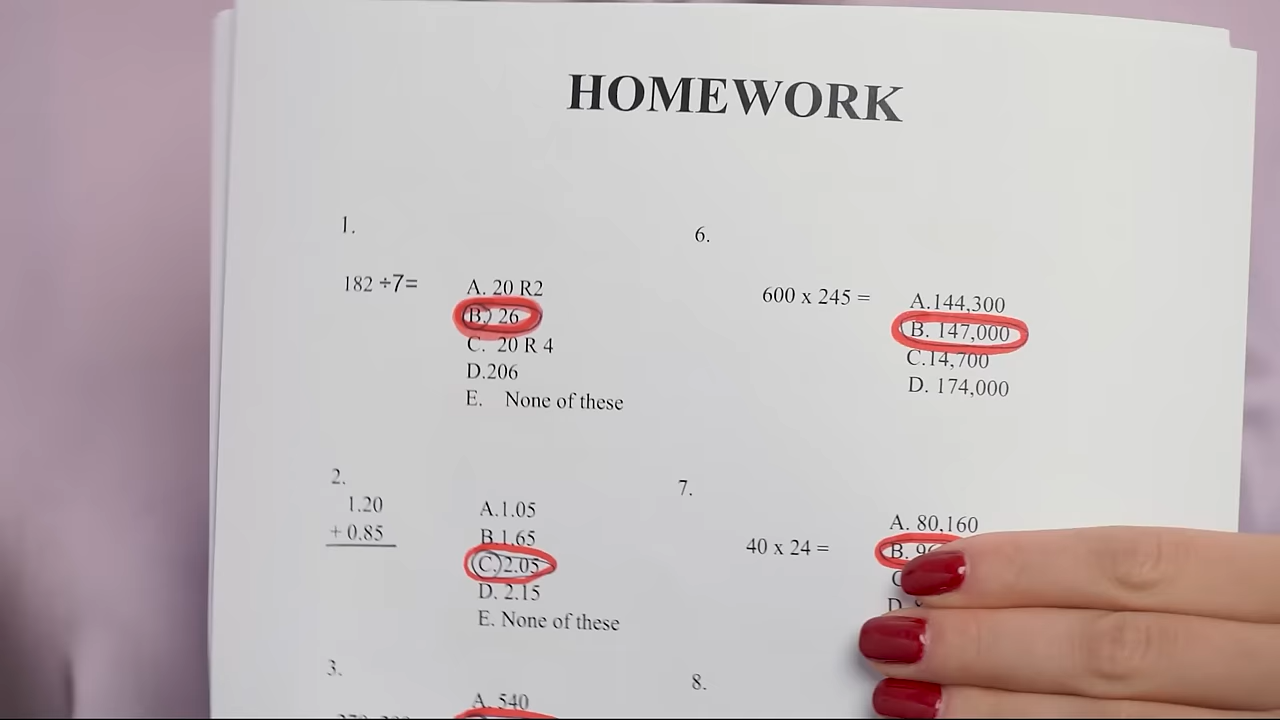 HOMEWORK
1.
182 ÷7=
A. 20 R2
B. 26
C. 20 R 4
D.206
E. None of these
2.
1.20
+ 0.85
A.1.05
B.1.65
C. 2.05
D. 2.15
E. None of these
3.
A. 540
6.
600 x 245 =
A.144,300
B. 147,000
C.14,700
D. 174,000
7.
40 x 24 =
A. 80,160
B.
C
D
8.